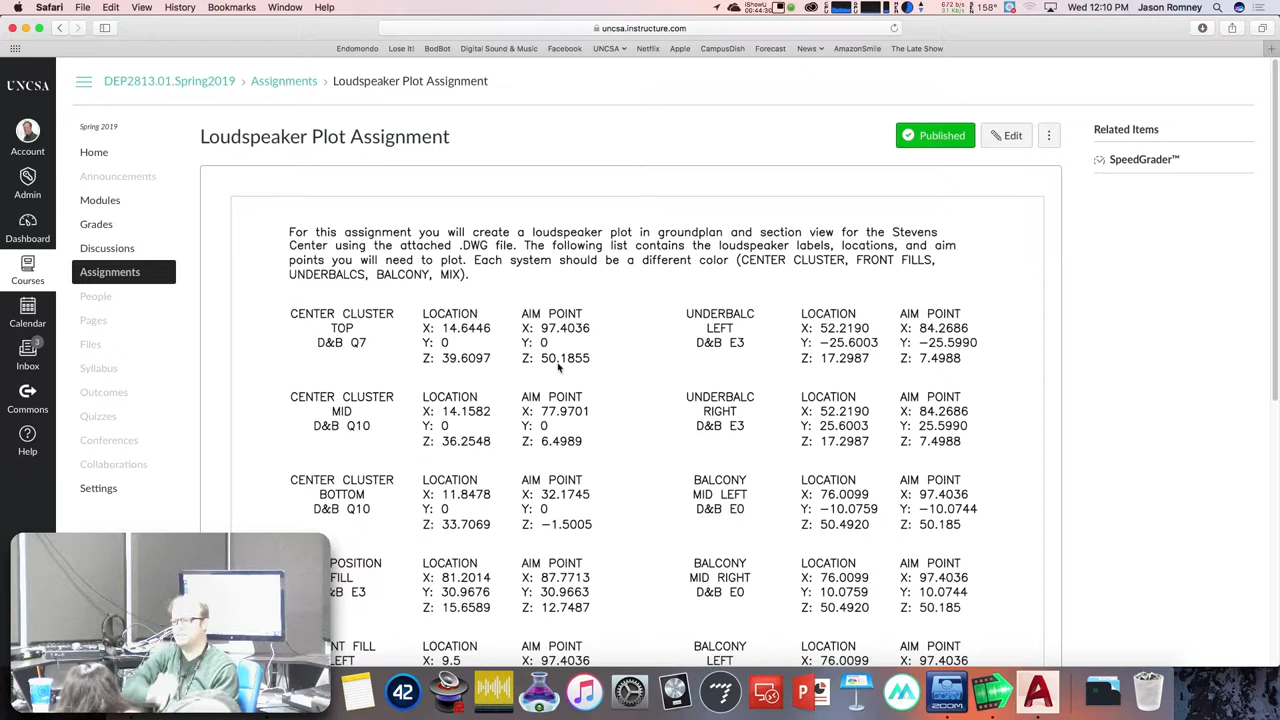 Safari File Edit View History Bookmarks Window Help
iShowU
00:44:30
158°
672 b/s
3.1 Kb/s
Wed 12:10 PM Jason Romney
uncsa.instructure.com
Endomondo Lose It! BodBot Digital Sound & Music Facebook UNCSA Netflix Apple CampusDish Forecast News AmazonSmile The Late Show
UNCSA
Account
Admin
Dashboard
Courses
Calendar
3
Inbox
Commons
Help
DEP2813.01.Spring2019 > Assignments > Loudspeaker Plot Assignment
Spring 2019
Home
Announcements
Modules
Grades
Discussions
Assignments
People
Pages
Files
Syllabus
Outcomes
Quizzes
Conferences
Collaborations
Settings
Loudspeaker Plot Assignment
Published
Edit
Related Items
SpeedGrader™
For this assignment you will create a loudspeaker plot in groundplan and section view for the Stevens
Center using the attached .DWG file. The following list contains the loudspeaker labels, locations, and aim
points you will need to plot. Each system should be a different color (CENTER CLUSTER, FRONT FILLS,
UNDERBALCS, BALCONY, MIX).
CENTER CLUSTER LOCATION AIM POINT UNDERBALC LOCATION AIM POINT
TOP X: 14.6446 X: 97.4036 LEFT X: 52.2190 X: 84.2686
D&B Q7 Y: 0 Y: 0 D&B E3 Y: −25.6003 Y: −25.5990
Z: 39.6097 Z: 50.1855 Z: 17.2987 Z: 7.4988
CENTER CLUSTER LOCATION AIM POINT UNDERBALC LOCATION AIM POINT
MID X: 14.1582 X: 77.9701 RIGHT X: 52.2190 X: 84.2686
D&B Q10 Y: 0 Y: 0 D&B E3 Y: 25.6003 Y: 25.5990
Z: 36.2548 Z: 6.4989 Z: 17.2987 Z: 7.4988
CENTER CLUSTER LOCATION AIM POINT BALCONY LOCATION AIM POINT
BOTTOM X: 11.8478 X: 32.1745 MID LEFT X: 76.0099 X: 97.4036
D&B Q10 Y: 0 Y: 0 D&B E0 Y: −10.0759 Y: −10.0744
Z: 33.7069 Z: −1.5005 Z: 50.4920 Z: 50.185
POSITION LOCATION AIM POINT BALCONY LOCATION AIM POINT
FILL X: 81.2014 X: 87.7713 MID RIGHT X: 76.0099 X: 97.4036
&B E3 Y: 30.9676 Y: 30.9663 D&B E0 Y: 10.0759 Y: 10.0744
Z: 15.6589 Z: 12.7487 Z: 50.4920 Z: 50.185
NT FILL LOCATION AIM POINT BALCONY LOCATION AIM POINT
LEFT X: 9.5 X: 97.4036 LEFT X: 76.0099 X: 97.4036
42
2
ZOOM